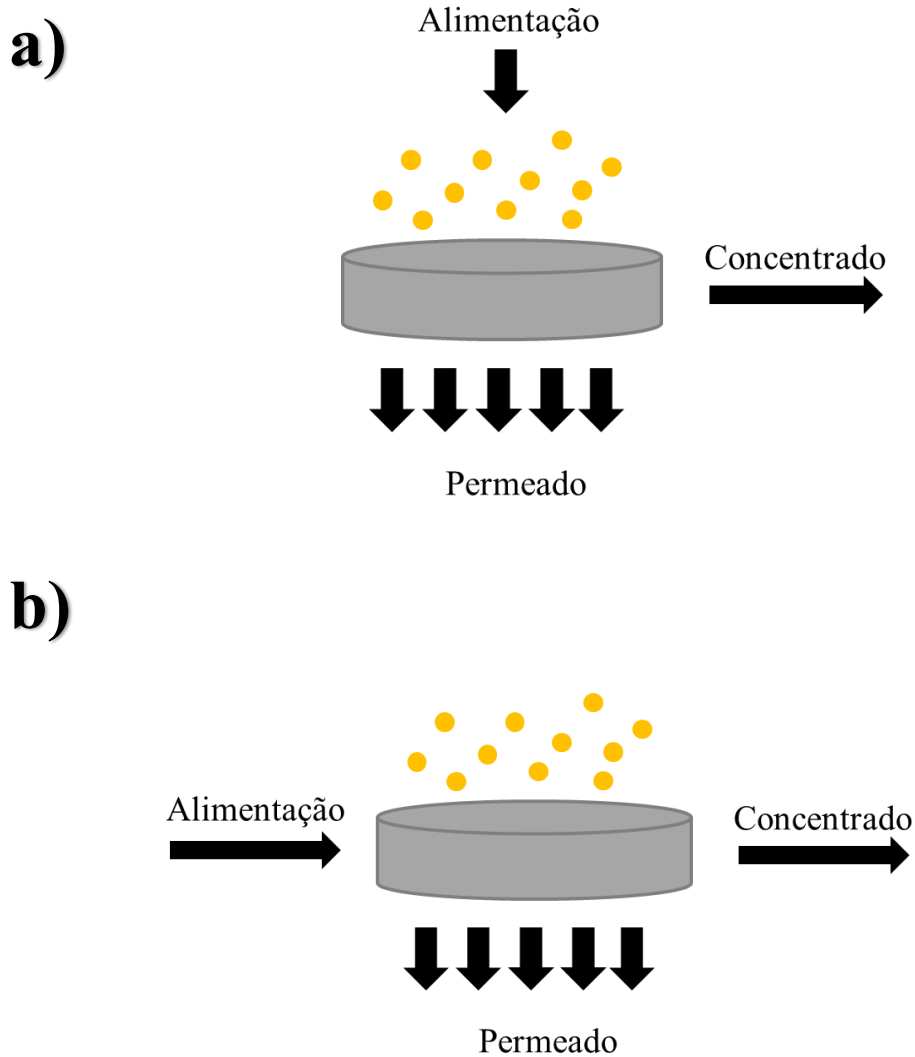 a)
Alimentação
Concentrado
Permeado
b)
Alimentação
Concentrado
Permeado